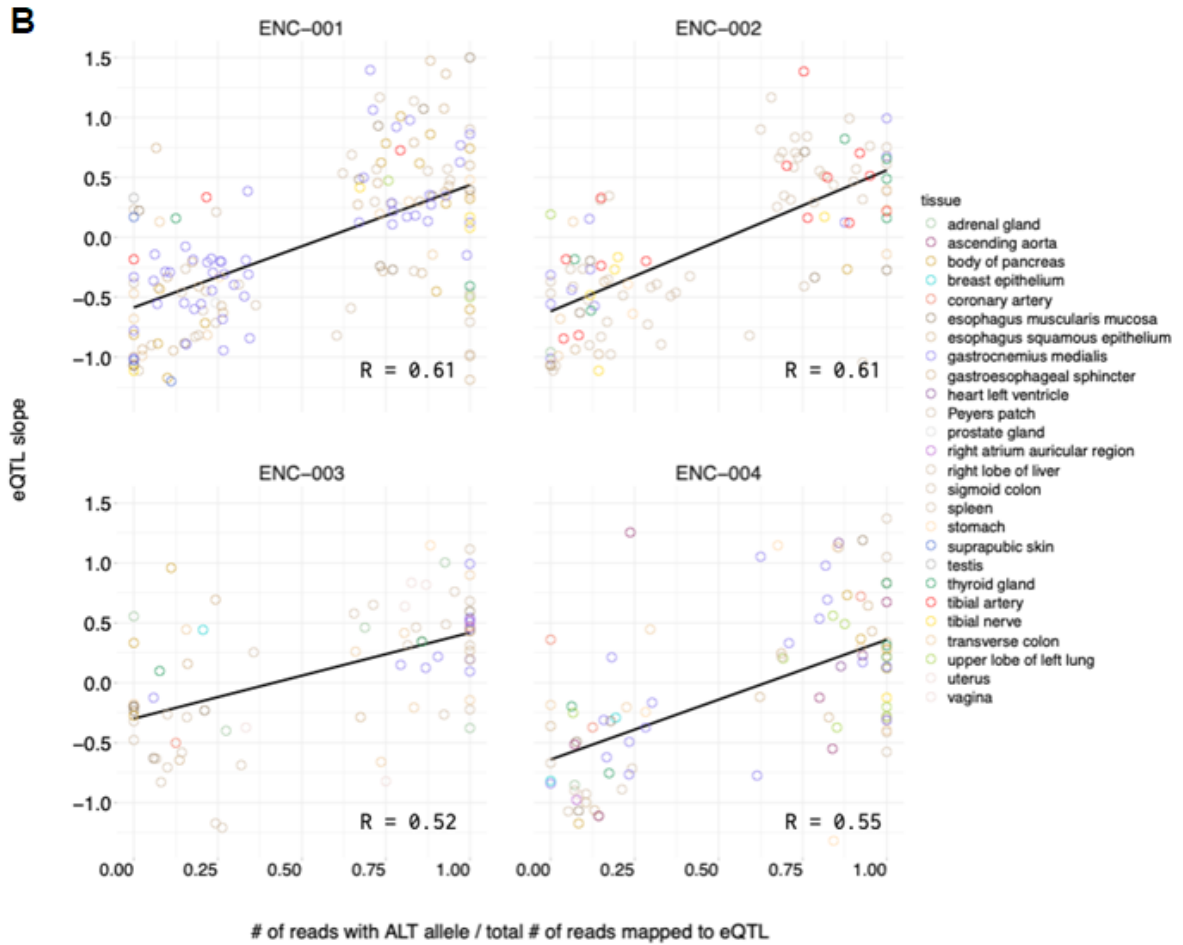 B
ENC-001
ENC-002
1.5
1.0
0.5
0.0
-0.5
-1.0
R = 0.61
R = 0.61
eQTL slope
ENC-003
ENC-004
1.5
1.0
0.5
0.0
-0.5
-1.0
R = 0.52
R = 0.55
0.00 0.25 0.50 0.75 1.00
0.00 0.25 0.50 0.75 1.00
# of reads with ALT allele / total # of reads mapped to eQTL
tissue
adrenal gland
ascending aorta
body of pancreas
breast epithelium
coronary artery
esophagus muscularis mucosa
esophagus squamous epithelium
gastrocnemius medialis
gastroesophageal sphincter
heart left ventricle
Peyers patch
prostate gland
right atrium auricular region
right lobe of liver
sigmoid colon
spleen
stomach
suprapubic skin
testis
thyroid gland
tibial artery
tibial nerve
transverse colon
upper lobe of left lung
uterus
vagina